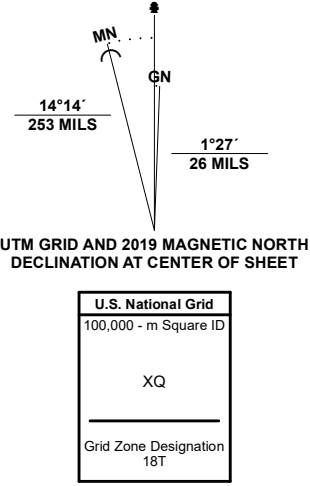 MN
GN
14°14´
253 MILS
1°27´
26 MILS
UTM GRID AND 2019 MAGNETIC NORTH
DECLINATION AT CENTER OF SHEET
U.S. National Grid
100,000 - m Square ID
XQ
Grid Zone Designation
18T